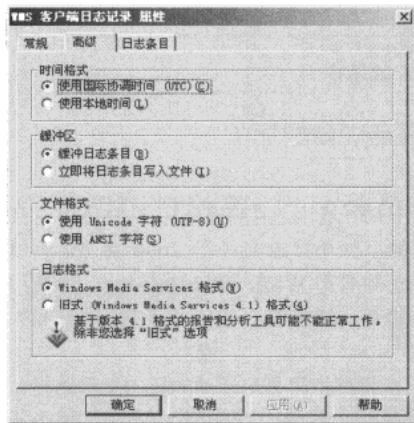 WMS 客户端日志记录 属性
常规 高级 日志条目
时间格式
使用国际协调时间 (UTC)(C)
使用本地时间(L)
缓冲区
缓冲日志条目(B)
立即将日志条目写入文件(I)
文件格式
使用 Unicode 字符 (UTF-8)(U)
使用 ANSI 字符(S)
日志格式
Windows Media Services 格式(W)
旧式 (Windows Media Services 4.1) 格式(4)
基于版本 4.1 格式的报告和分析工具可能不能正常工作,
除非您选择“旧式”选项
确定 取消 应用(A) 帮助